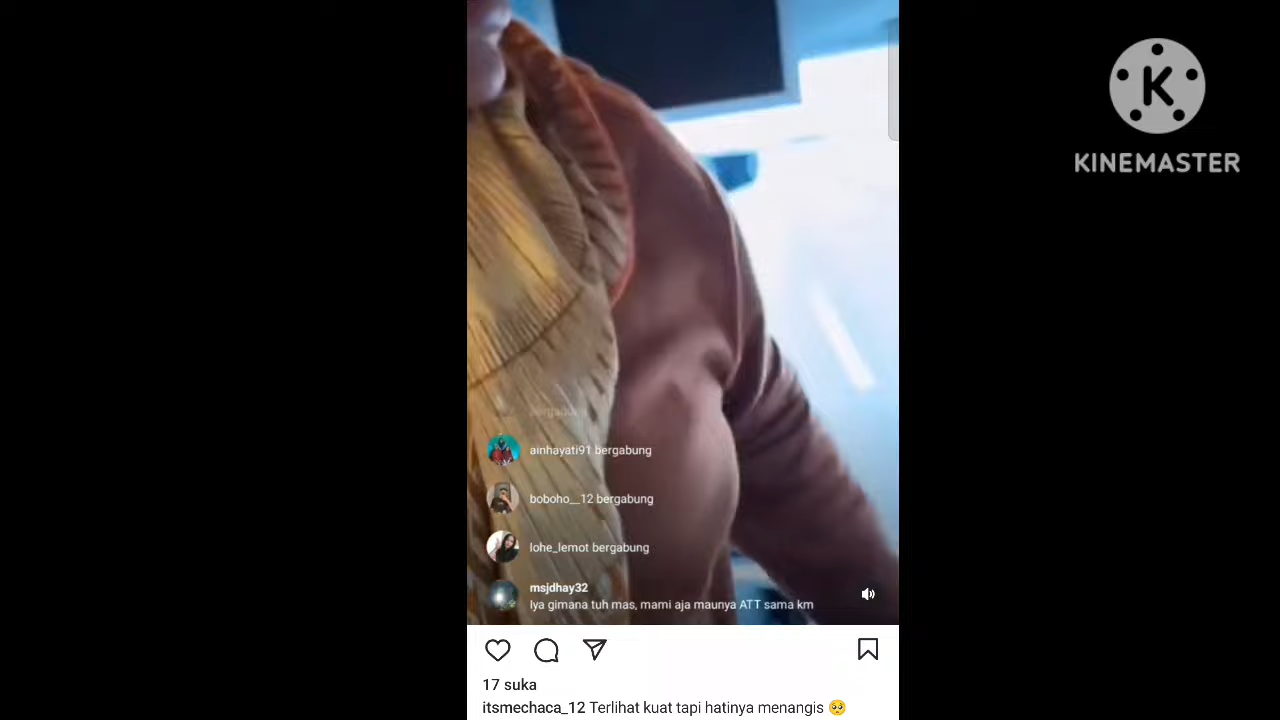 K
KINEMASTER
bergabung
ainhayati91 bergabung
boboho__12 bergabung
lohe_lemot bergabung
msjdhay32
Iya gimana tuh mas, mami aja maunya ATT sama km
17 suka
itsmechaca_12 Terlihat kuat tapi hatinya menangis 🥺